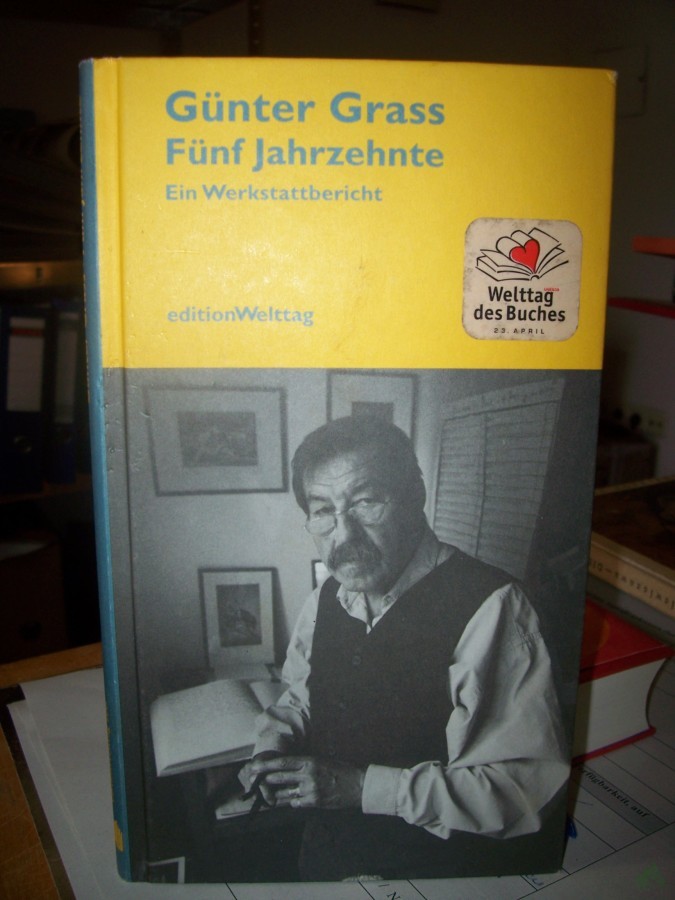 Günter Grass
Fünf Jahrzehnte
Ein Werkstattbericht
Welttag
des Buches
23. APRIL
editionWelttag